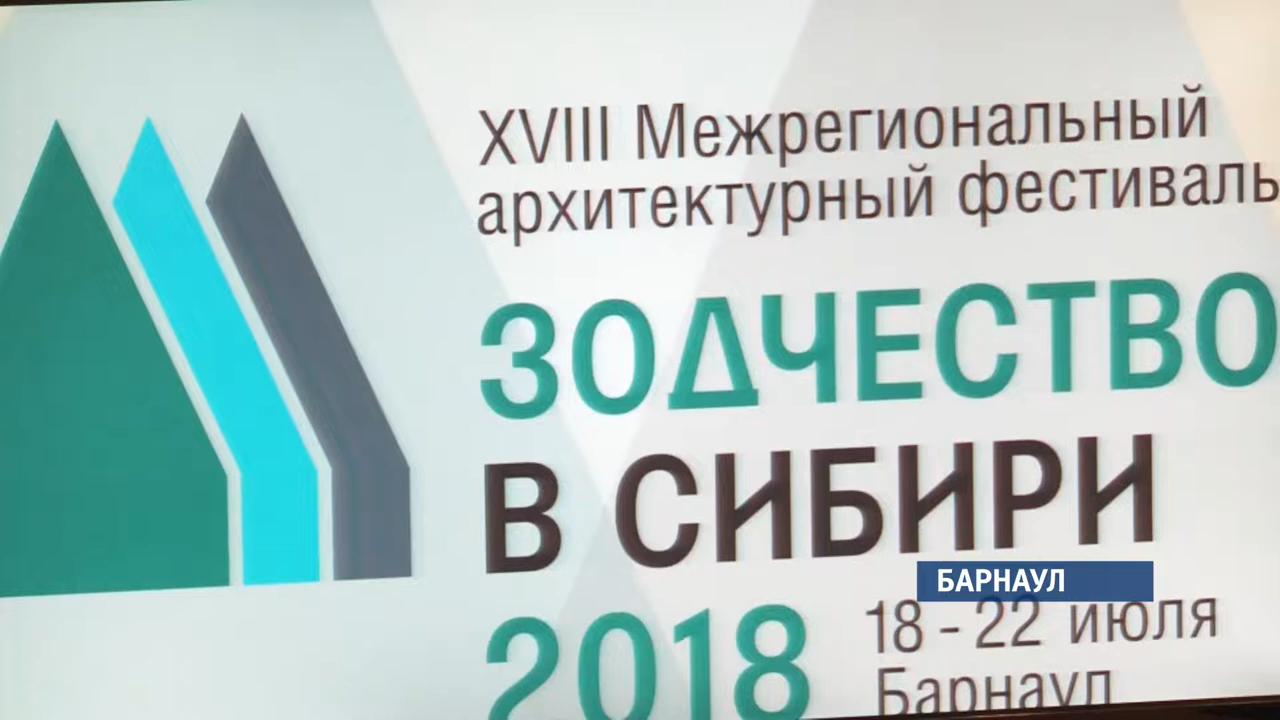 XVIII Межрегиональный
архитектурный фестиваль
ЗОДЧЕСТВО
В СИБИРИ
БАРНАУЛ
2018 18 - 22 июля
Барнаул